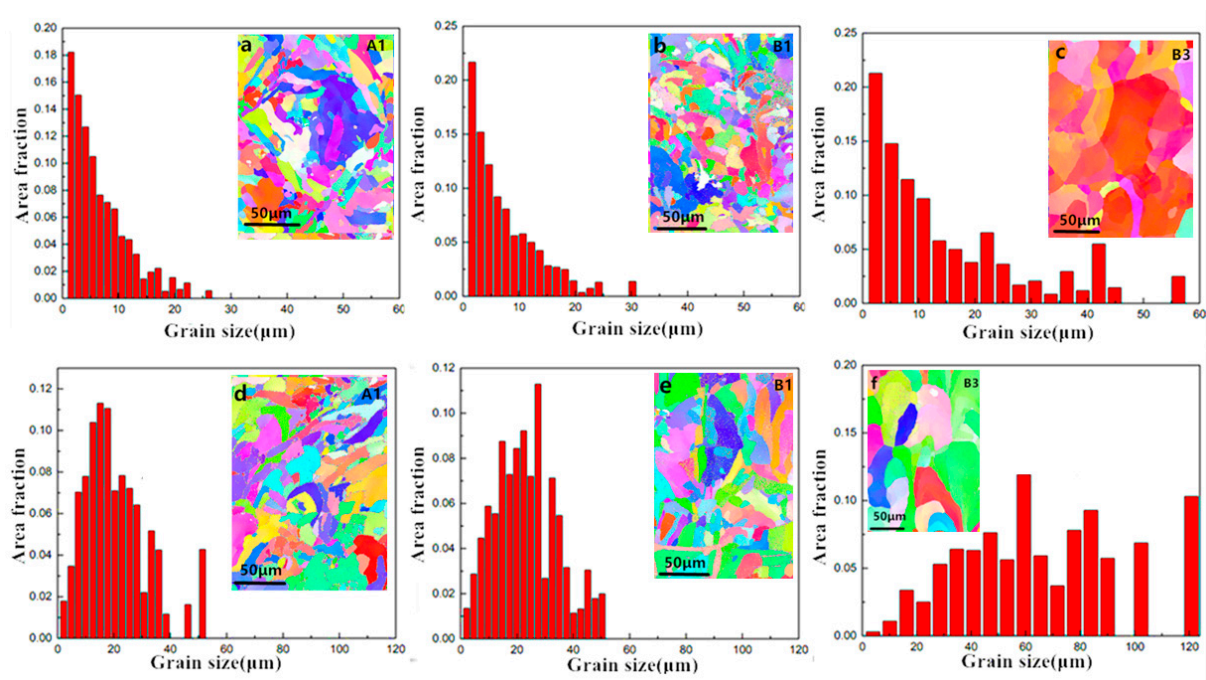 0.20
0.18
0.16
0.14
0.12
0.10
0.08
0.06
0.04
0.02
0.00
Area fraction
a A1
50μm
0 10 20 30 40 50 60
Grain size(μm)
0.25
0.20
0.15
0.10
0.05
0.00
Area fraction
b B1
50μm
0 10 20 30 40 50 60
Grain size(μm)
0.25
0.20
0.15
0.10
0.05
0.00
Area fraction
c B3
50μm
0 10 20 30 40 50 60
Grain size(μm)
0.12
0.10
0.08
0.06
0.04
0.02
0.00
Area fraction
d A1
50μm
0 20 40 60 80 100 120
Grain size(μm)
0.12
0.10
0.08
0.06
0.04
0.02
0.00
Area fraction
e B1
50μm
0 20 40 60 80 100 120
Grain size(μm)
0.20
0.15
0.10
0.05
0.00
Area fraction
f B3
50μm
0 20 40 60 80 100 120
Grain size(μm)